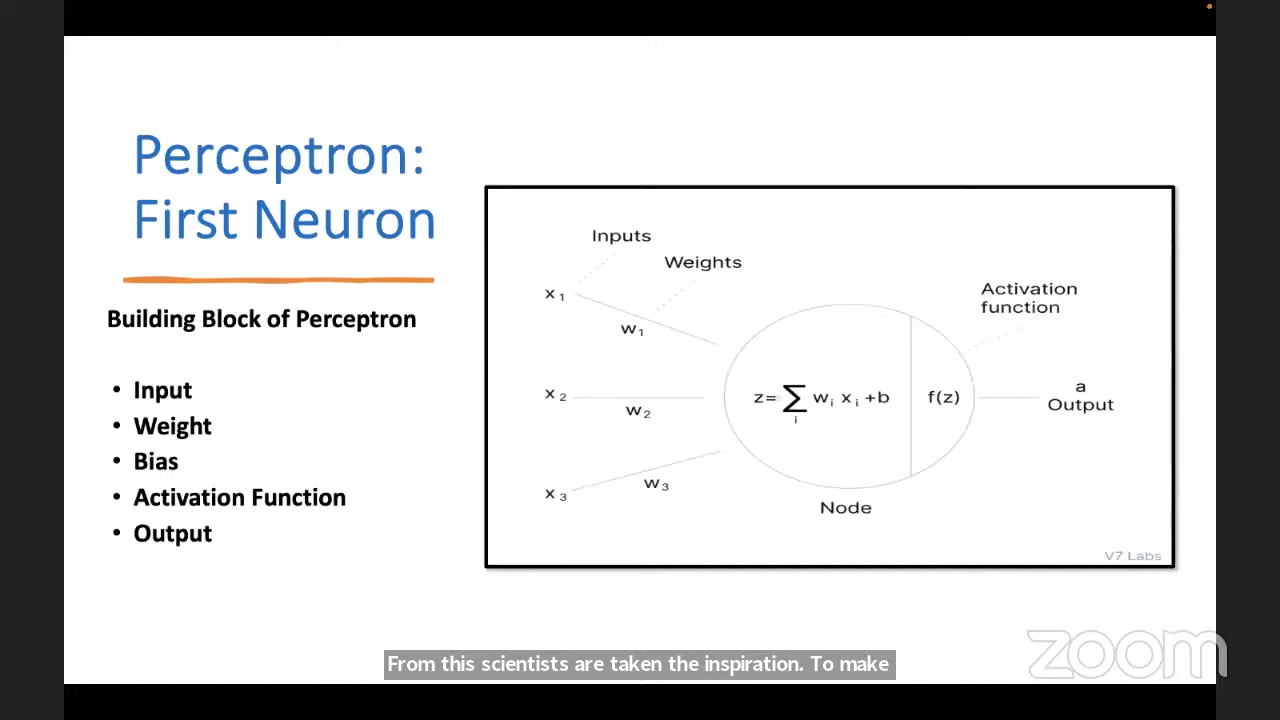 Perceptron:
First Neuron
Building Block of Perceptron
• Input
• Weight
• Bias
• Activation Function
• Output
Inputs
Weights
x₁
w₁
x₂
w₂
x₃
w₃
z=∑ᵢ wᵢ xᵢ +b
f(z)
Node
Activation
function
a
Output
V7 Labs
From this scientists are taken the inspiration. To make
zoom